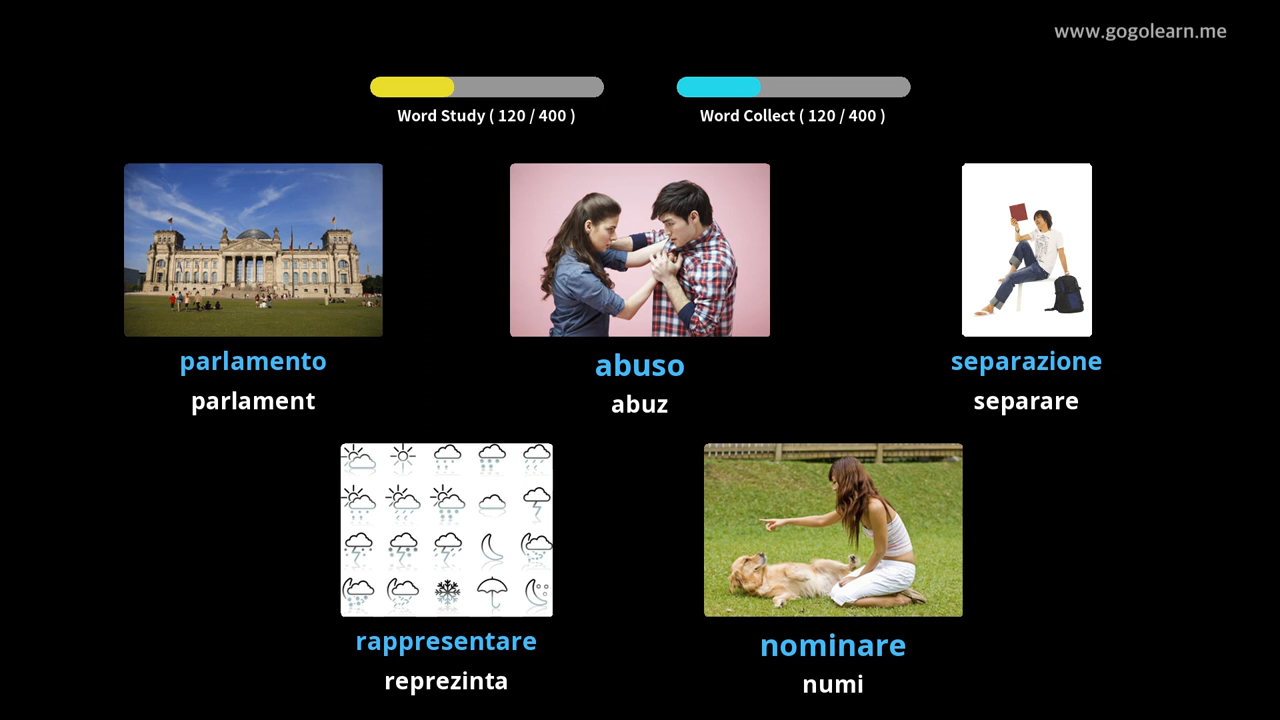 www.gogolearn.me
Word Study ( 120 / 400 )
Word Collect ( 120 / 400 )
parlamento
parlament
abuso
abuz
separazione
separare
rappresentare
reprezinta
nominare
numi